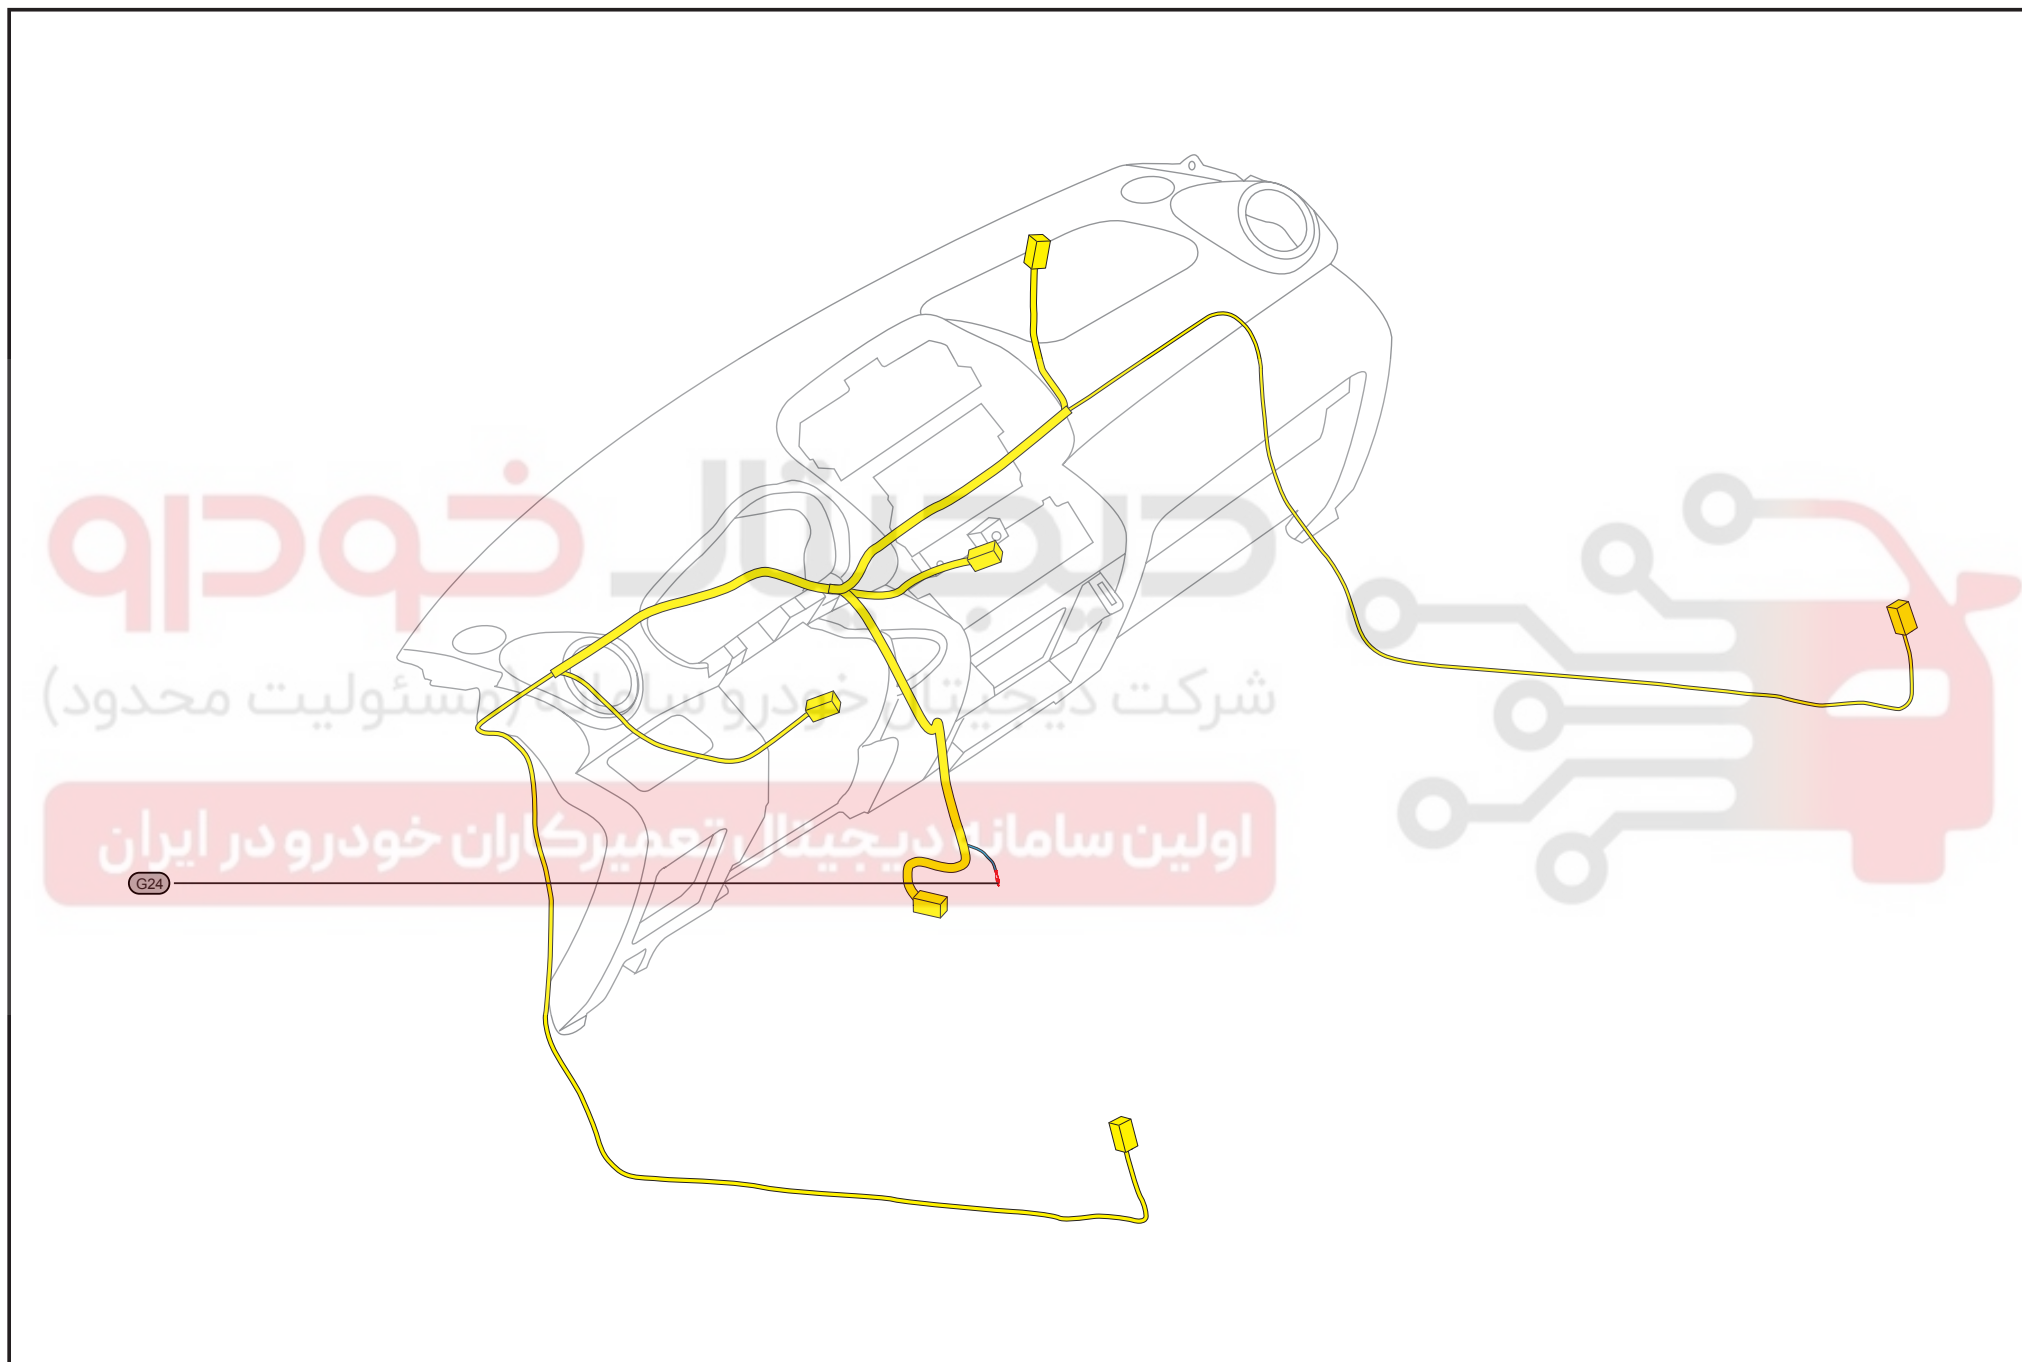 دیجیتال خودرو
شرکت دیجیتال خودرو سامانه (مسئولیت محدود)
اولین سامانه دیجیتال تعمیرکاران خودرو در ایران
G24